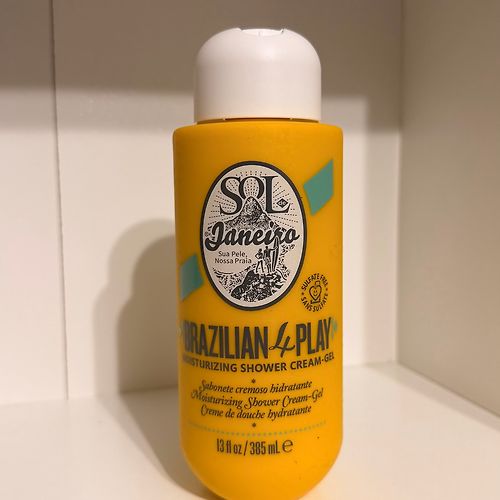 SOL
de
Janeiro
Sua Pele,
Nossa Praia
SULFATE FREE
SANS SULFATE
BRAZILIAN 4 PLAY
MOISTURIZING SHOWER CREAM-GEL
Sabonete cremoso hidratante
Moisturizing Shower Cream-Gel
Creme de douche hydratante
13 fl oz / 385 mL ℮